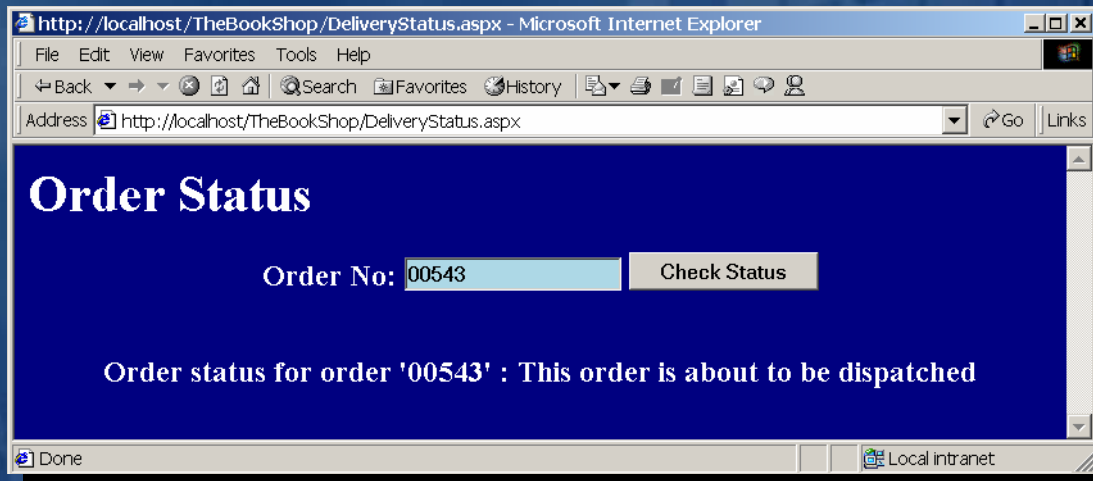 http://localhost/TheBookShop/DeliveryStatus.aspx - Microsoft Internet Explorer
File Edit View Favorites Tools Help
Back Search Favorites History
Address http://localhost/TheBookShop/DeliveryStatus.aspx Go Links
Order Status
Order No: 00543 Check Status
Order status for order '00543' : This order is about to be dispatched
Done Local intranet